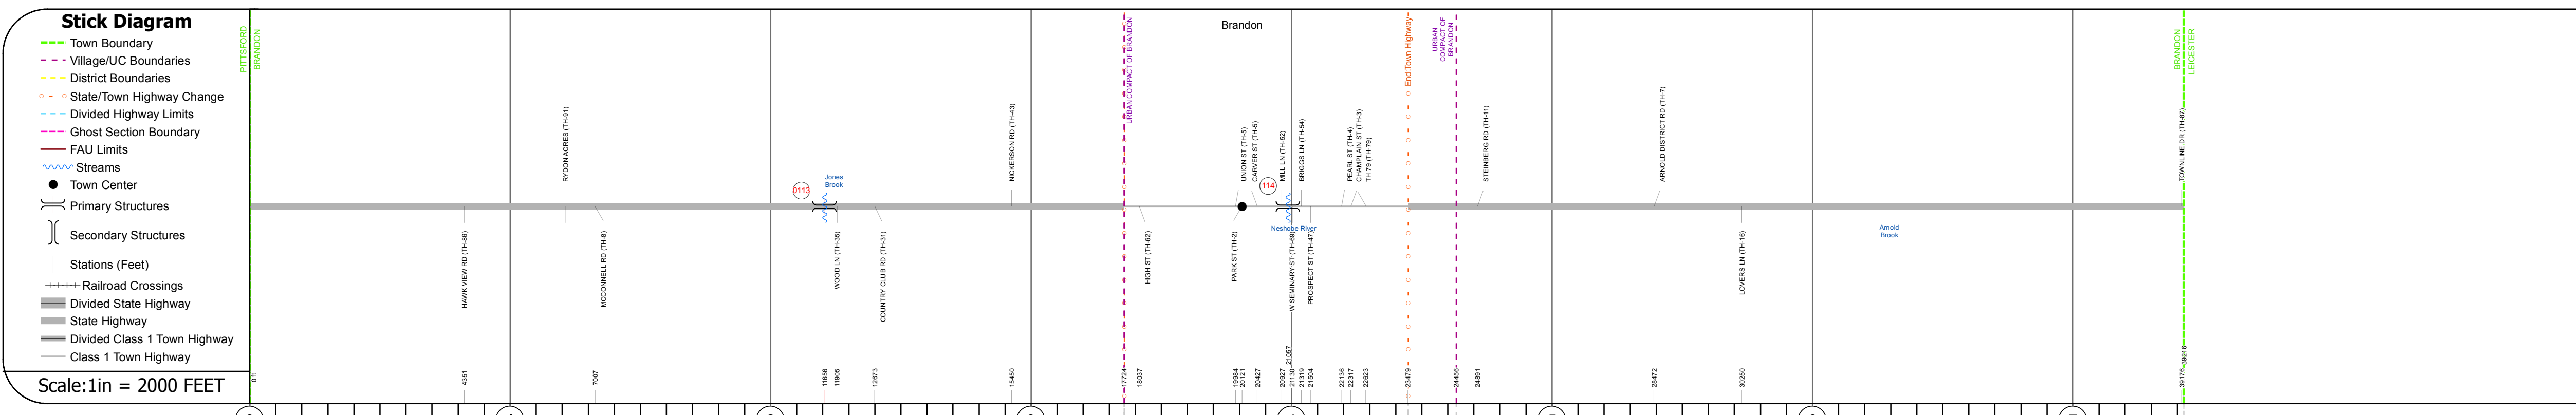 Stick Diagram
Town Boundary
Village/UC Boundaries
District Boundaries
State/Town Highway Change
Divided Highway Limits
Ghost Section Boundary
FAU Limits
Streams
Town Center
Primary Structures
Secondary Structures
Stations (Feet)
Railroad Crossings
Divided State Highway
State Highway
Divided Class 1 Town Highway
Class 1 Town Highway
Scale:1in = 2000 FEET
PITTSFORD
BRANDON
Brandon
URBAN COMPACT OF BRANDON
End Town Highway
URBAN
COMPACT OF
BRANDON
BRANDON
LEICESTER
RYDON ACRES (TH-91)
NICKERSON RD (TH-43)
UNION ST (TH-5)
CARVER ST (TH-5)
MILL LN (TH-52)
BRIGGS LN (TH-54)
PEARL ST (TH-4)
CHAMPLAIN ST (TH-3)
TH 79 (TH-79)
STEINBERG RD (TH-11)
ARNOLD DISTRICT RD (TH-7)
TOWNLINE DR (TH-87)
0113
Jones
Brook
114
Neshobe River
Arnold
Brook
HAWK VIEW RD (TH-86)
MCCONNELL RD (TH-8)
WOOD LN (TH-35)
COUNTRY CLUB RD (TH-31)
HIGH ST (TH-62)
PARK ST (TH-2)
W SEMINARY ST (TH-69)
PROSPECT ST (TH-47)
LOVERS LN (TH-16)
0 ft
4351
7007
11656
11905
12673
15450
17724
18037
19984
20121
20427
20927
21130
21057
21319
21504
22136
22317
22623
23479
24456
24891
28472
30250
39176
39216